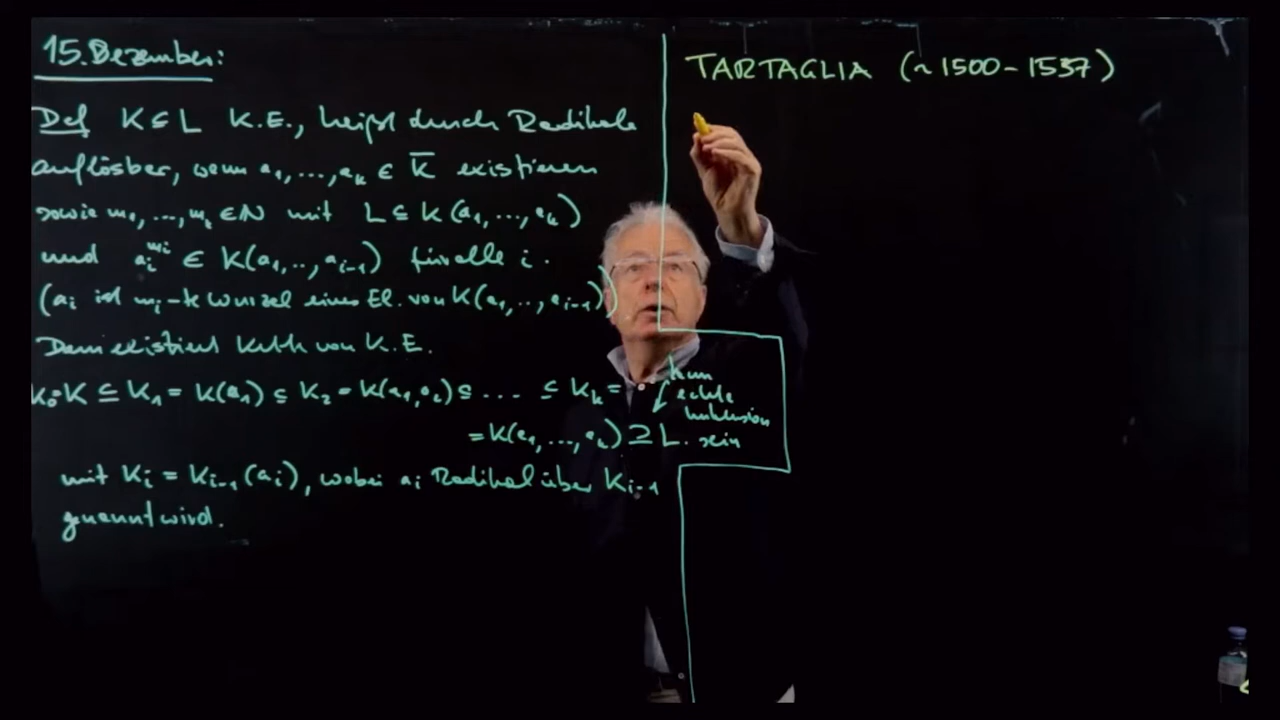 15. Dezember:
Def K ⊆ L K.E., heißt durch Radikale
auflösbar, wenn a₁, ..., aₖ ∈ K̅ existieren
sowie m₁, ..., mₖ ∈ ℕ mit L ⊆ K(a₁, ..., aₖ)
und aᵢ^mᵢ ∈ K(a₁, .., aᵢ₋₁) für alle i.
(aᵢ ist mᵢ-te Wurzel eines El. von K(a₁, .., aᵢ₋₁))
Dann existiert Kette von K.E.
K₀=K ⊆ K₁ = K(a₁) ⊆ K₂ = K(a₁,a₂) ⊆ .... ⊆ Kₖ =
= K(a₁, ..., aₖ) ⊇ L.
kann
echte
Inklusion
sein
mit Kᵢ = Kᵢ₋₁(aᵢ), wobei aᵢ Radikal über Kᵢ₋₁
genannt wird.
TARTAGLIA (~1500-1557)